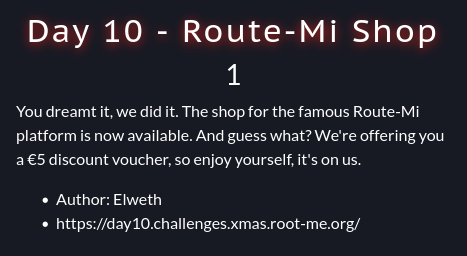 Day 10 - Route-Mi Shop
1
You dreamt it, we did it. The shop for the famous Route-Mi
platform is now available. And guess what? We're offering you
a €5 discount voucher, so enjoy yourself, it's on us.
• Author: Elweth
• https://day10.challenges.xmas.root-me.org/